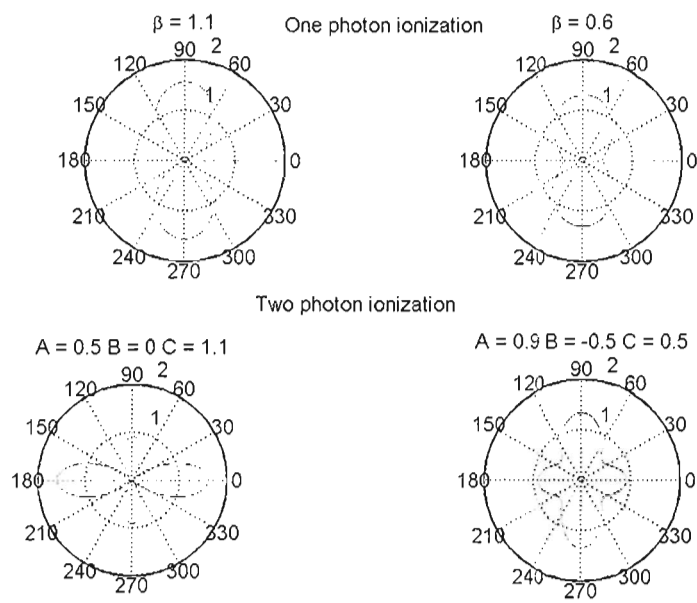 One photon ionization
β = 1.1
90 2
120 60
150 1 30
180 0
210 330
240 300
270
β = 0.6
90 2
120 60
150 1 30
180 0
210 330
240 300
270
Two photon ionization
A = 0.5 B = 0 C = 1.1
90 2
120 60
150 1 30
180 0
210 330
240 300
270
A = 0.9 B = -0.5 C = 0.5
90 2
120 60
150 1 30
180 0
210 330
240 300
270